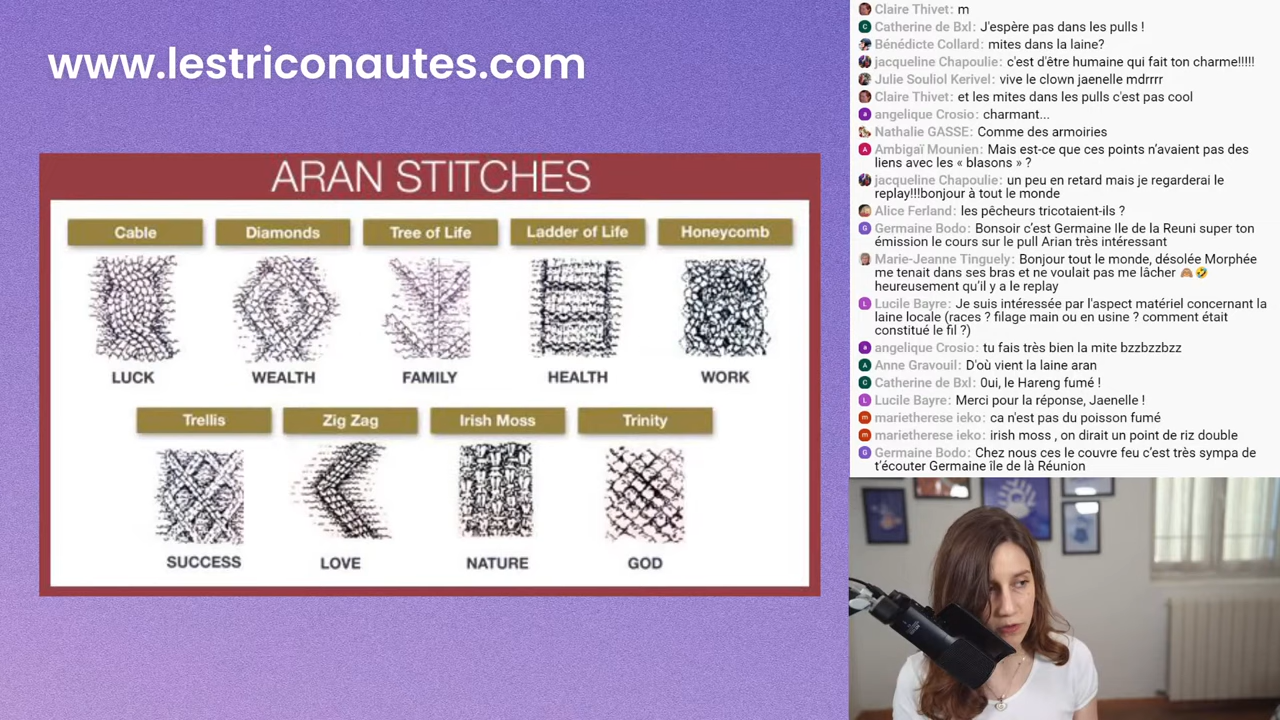 www.lestriconautes.com
ARAN STITCHES
Cable
Diamonds
Tree of Life
Ladder of Life
Honeycomb
LUCK
WEALTH
FAMILY
HEALTH
WORK
Trellis
Zig Zag
Irish Moss
Trinity
SUCCESS
LOVE
NATURE
GOD
Claire Thivet: m
Catherine de Bxl: J'espère pas dans les pulls !
Bénédicte Collard: mites dans la laine?
jacqueline Chapoulie: c'est d'être humaine qui fait ton charme!!!!!
Julie Souliol Kerivel: vive le clown jaenelle mdrrrr
Claire Thivet: et les mites dans les pulls c'est pas cool
angelique Crosio: charmant...
Nathalie GASSE: Comme des armoiries
Ambigaï Mounien: Mais est-ce que ces points n'avaient pas des
liens avec les « blasons » ?
jacqueline Chapoulie: un peu en retard mais je regarderai le
replay!!!bonjour à tout le monde
Alice Ferland: les pêcheurs tricotaient-ils ?
Germaine Bodo: Bonsoir c'est Germaine Ile de la Reuni super ton
émission le cours sur le pull Arian très intéressant
Marie-Jeanne Tinguely: Bonjour tout le monde, désolée Morphée
me tenait dans ses bras et ne voulait pas me lâcher 🙈🤣
heureusement qu'il y a le replay
Lucile Bayre: Je suis intéressée par l'aspect matériel concernant la
laine locale (races ? filage main ou en usine ? comment était
constitué le fil ?)
angelique Crosio: tu fais très bien la mite bzzbzzbzz
Anne Gravouil: D'où vient la laine aran
Catherine de Bxl: 0ui, le Hareng fumé !
Lucile Bayre: Merci pour la réponse, Jaenelle !
marietherese ieko: ca n'est pas du poisson fumé
marietherese ieko: irish moss , on dirait un point de riz double
Germaine Bodo: Chez nous ces le couvre feu c'est très sympa de
t'écouter Germaine île de là Réunion